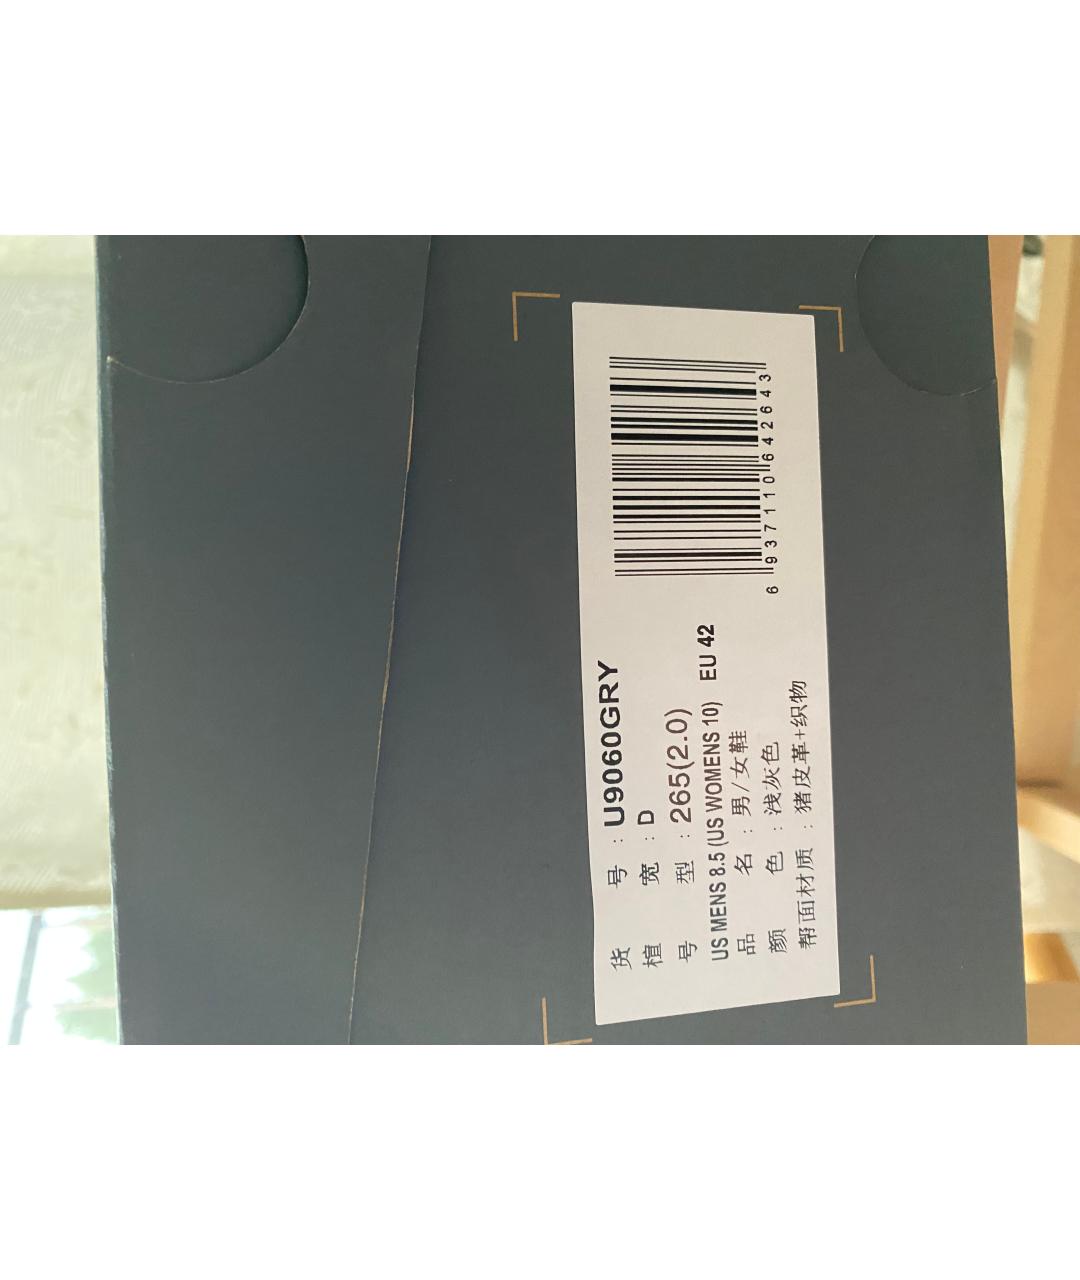 货号：U9060GRY
楦宽：D
号型：265(2.0)
US MENS 8.5 (US WOMENS 10) EU 42
品名：男/女鞋
颜色：浅灰色
帮面材质：猪皮革+织物
6 937110 642643